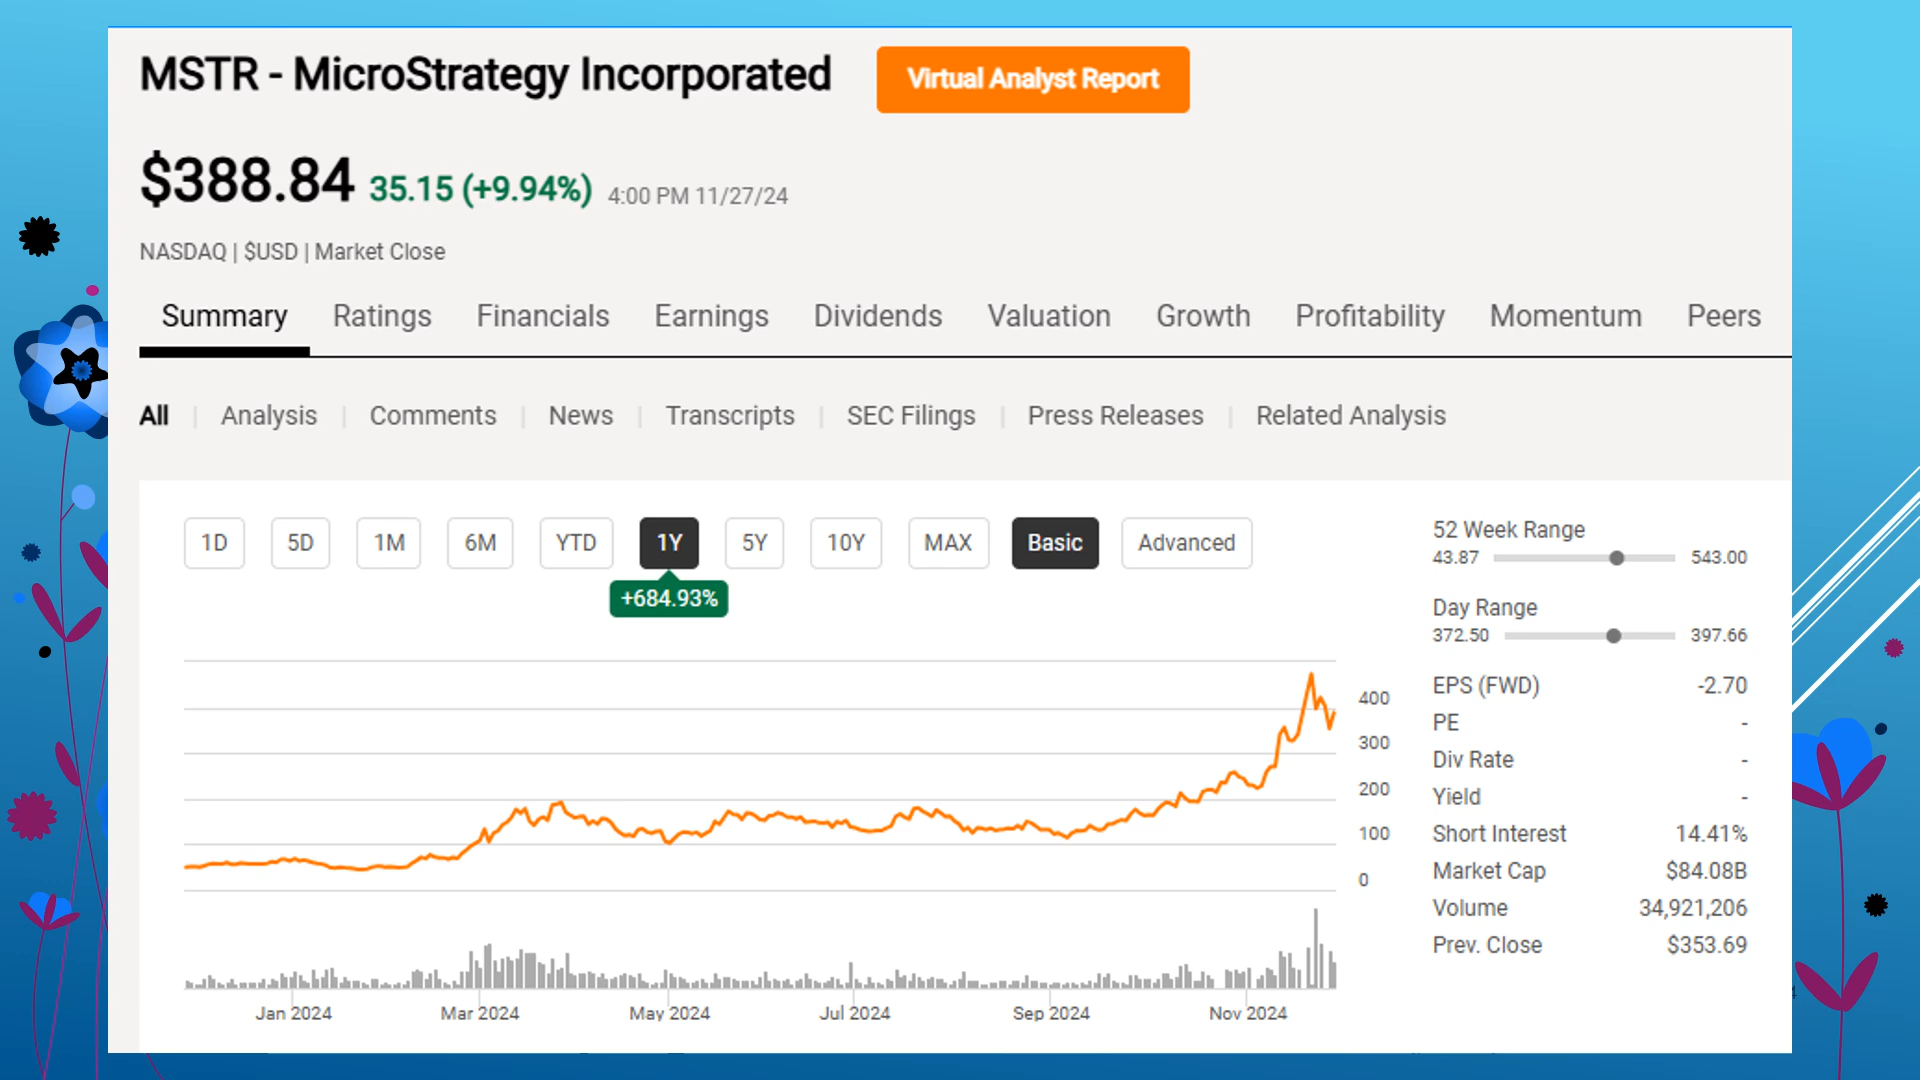 MSTR - MicroStrategy Incorporated
Virtual Analyst Report
$388.84 35.15 (+9.94%) 4:00 PM 11/27/24
NASDAQ | $USD | Market Close
Summary Ratings Financials Earnings Dividends Valuation Growth Profitability Momentum Peers
All | Analysis | Comments | News | Transcripts | SEC Filings | Press Releases | Related Analysis
1D 5D 1M 6M YTD 1Y 5Y 10Y MAX Basic Advanced
+684.93%
400
300
200
100
0
Jan 2024 Mar 2024 May 2024 Jul 2024 Sep 2024 Nov 2024
52 Week Range
43.87 543.00
Day Range
372.50 397.66
EPS (FWD) -2.70
PE -
Div Rate -
Yield -
Short Interest 14.41%
Market Cap $84.08B
Volume 34,921,206
Prev. Close $353.69